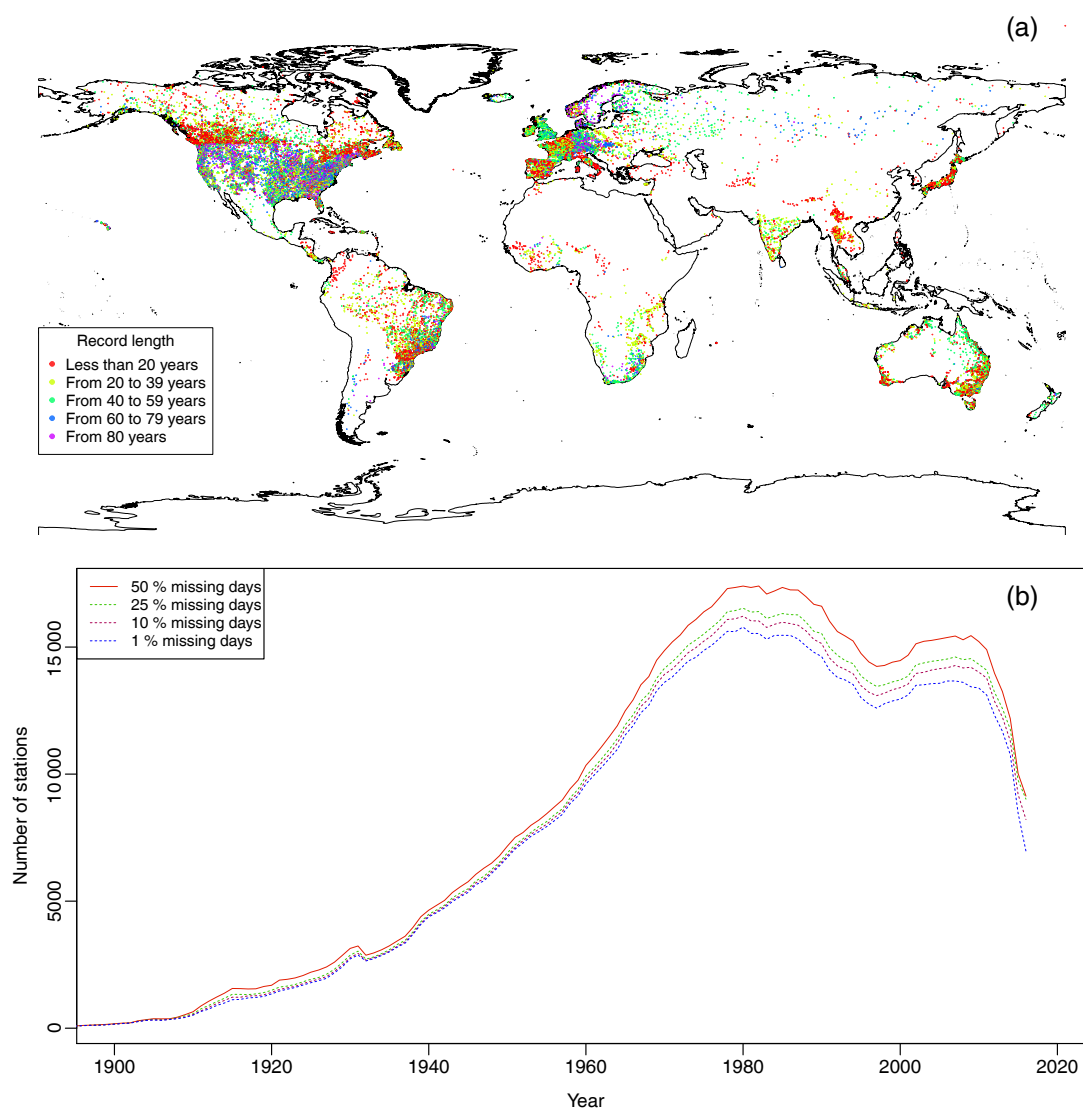 (a)
Record length
Less than 20 years
From 20 to 39 years
From 40 to 59 years
From 60 to 79 years
From 80 years
(b)
50 % missing days
25 % missing days
10 % missing days
1 % missing days
Number of stations
15 000
10 000
5000
0
1900 1920 1940 1960 1980 2000 2020
Year